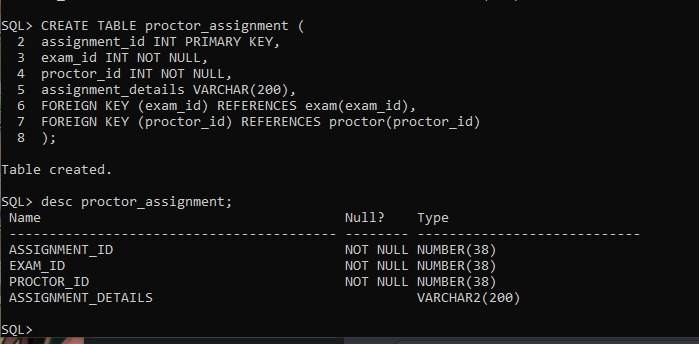 SQL> CREATE TABLE proctor_assignment (
  2  assignment_id INT PRIMARY KEY,
  3  exam_id INT NOT NULL,
  4  proctor_id INT NOT NULL,
  5  assignment_details VARCHAR(200),
  6  FOREIGN KEY (exam_id) REFERENCES exam(exam_id),
  7  FOREIGN KEY (proctor_id) REFERENCES proctor(proctor_id)
  8  );
Table created.
SQL> desc proctor_assignment;
 Name                                      Null?    Type
 ----------------------------------------- -------- ----------------------------
 ASSIGNMENT_ID                             NOT NULL NUMBER(38)
 EXAM_ID                                   NOT NULL NUMBER(38)
 PROCTOR_ID                                NOT NULL NUMBER(38)
 ASSIGNMENT_DETAILS                                 VARCHAR2(200)
SQL>